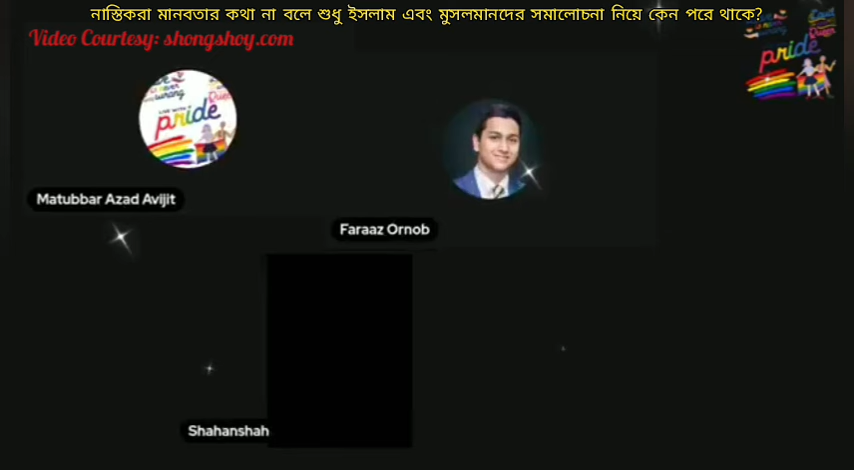 নাস্তিকরা মানবতার কথা না বলে শুধু ইসলাম এবং মুসলমানদের সমালোচনা নিয়ে কেন পরে থাকে?
Video Courtesy: shongshoy.com
pride
pride
Matubbar Azad Avijit
Faraaz Ornob
Shahanshah